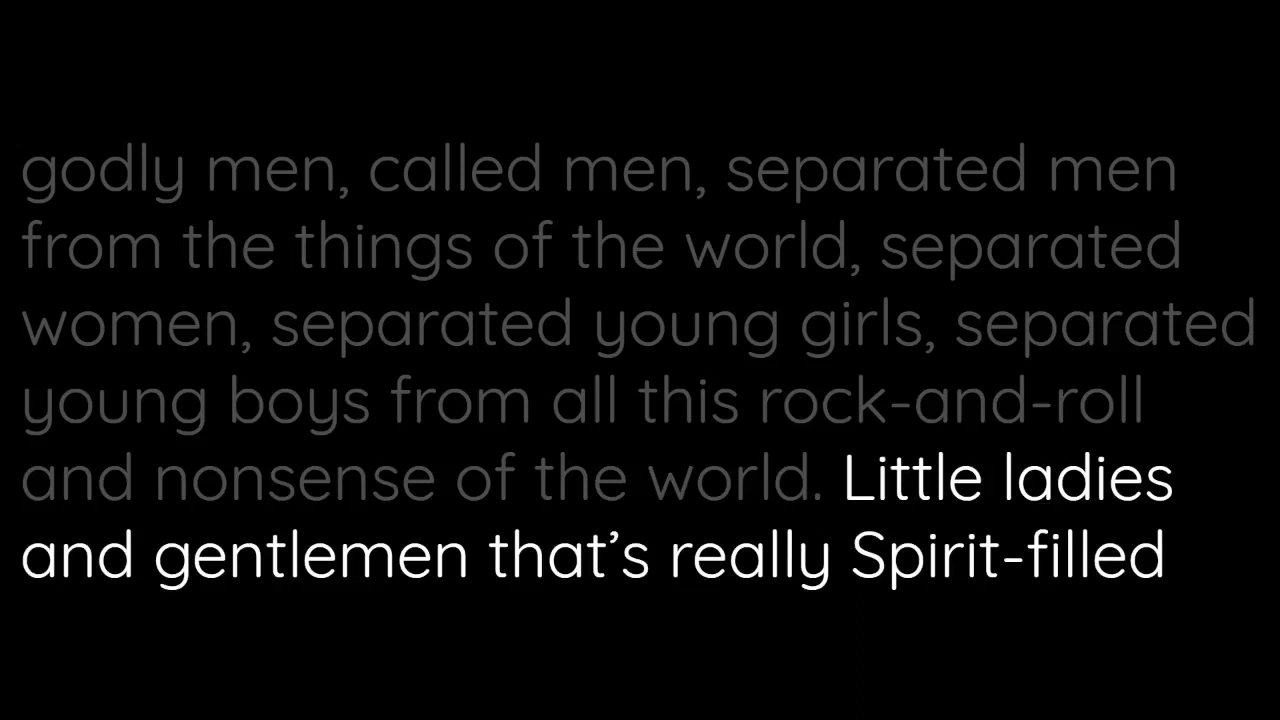 godly men, called men, separated men
from the things of the world, separated
women, separated young girls, separated
young boys from all this rock-and-roll
and nonsense of the world. Little ladies
and gentlemen that’s really Spirit-filled